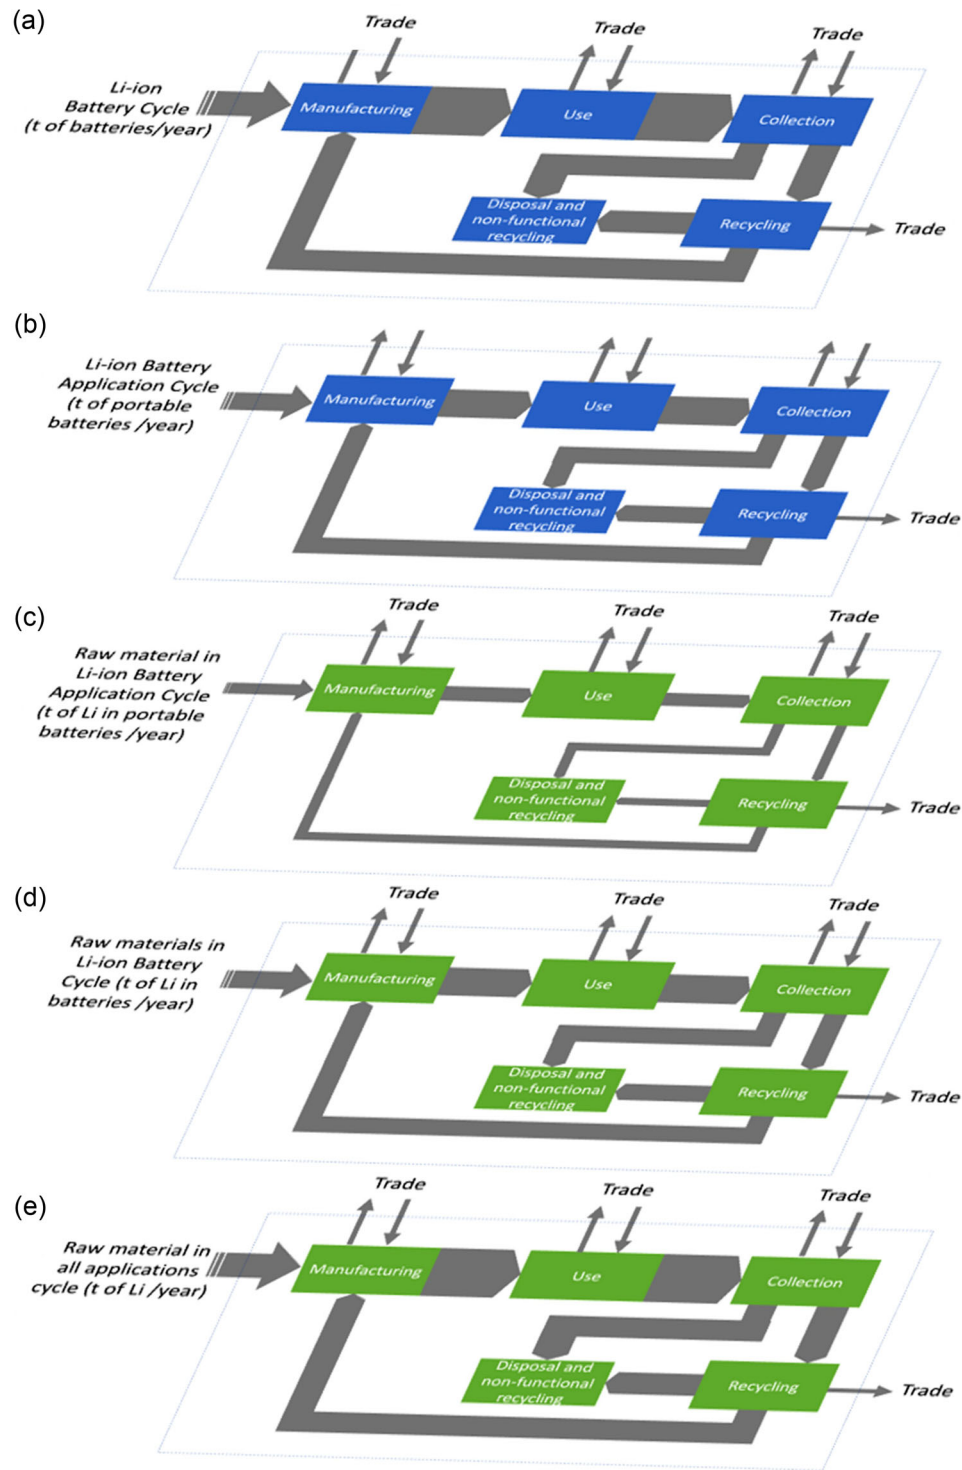 (a)
Trade
Trade
Trade
Li-ion
Battery Cycle
(t of batteries/year)
Manufacturing
Use
Collection
Disposal and
non-functional
recycling
Recycling
Trade
(b)
Li-ion Battery
Application Cycle
(t of portable
batteries /year)
Manufacturing
Use
Collection
Disposal and
non-functional
recycling
Recycling
Trade
(c)
Trade
Trade
Trade
Raw material in
Li-ion Battery
Application Cycle
(t of Li in portable
batteries /year)
Manufacturing
Use
Collection
Disposal and
non-functional
recycling
Recycling
Trade
(d)
Trade
Trade
Trade
Raw materials in
Li-ion Battery
Cycle (t of Li in
batteries /year)
Manufacturing
Use
Collection
Disposal and
non-functional
recycling
Recycling
Trade
(e)
Trade
Trade
Trade
Raw material in
all applications
cycle (t of Li /year)
Manufacturing
Use
Collection
Disposal and
non-functional
recycling
Recycling
Trade